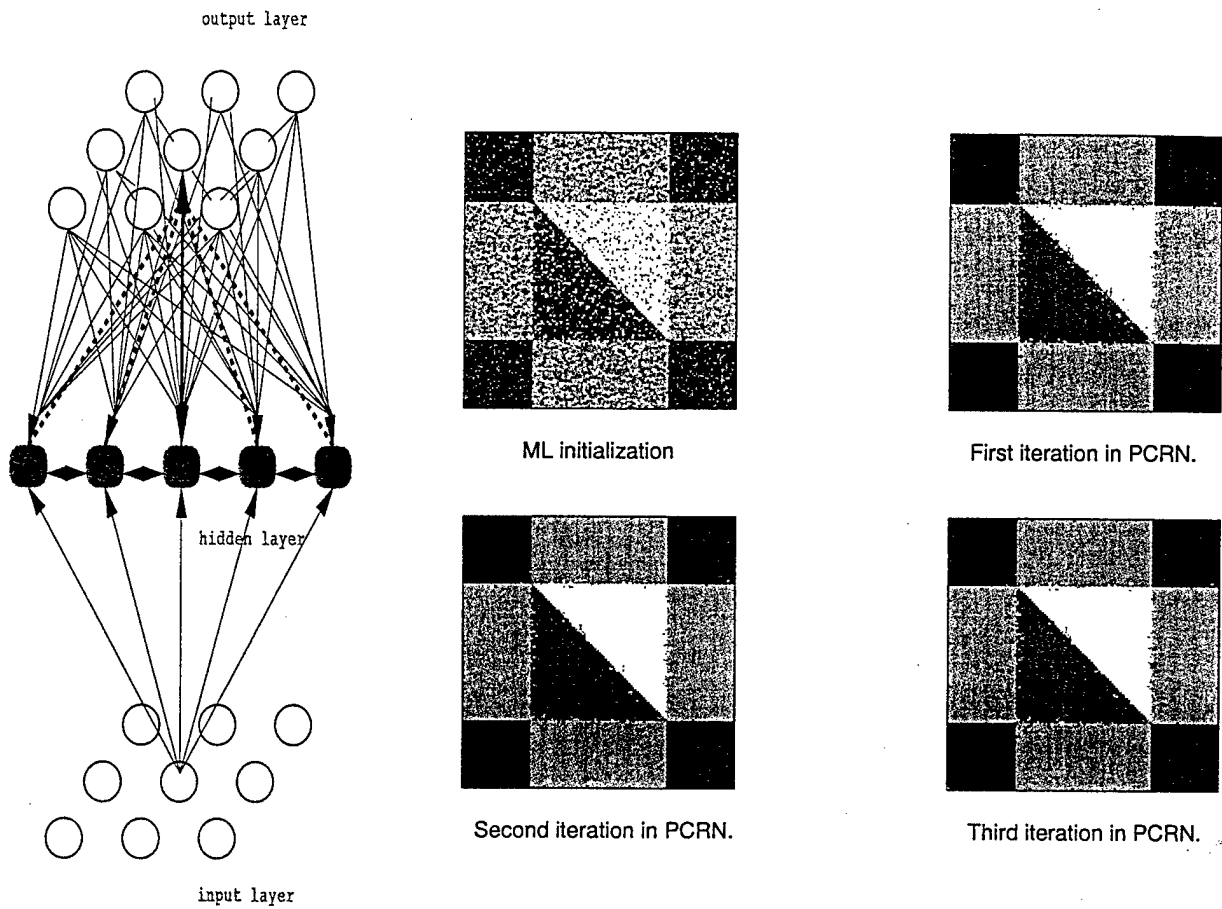 output layer
ML initialization
First iteration in PCRN.
hidden layer
Second iteration in PCRN.
Third iteration in PCRN.
input layer